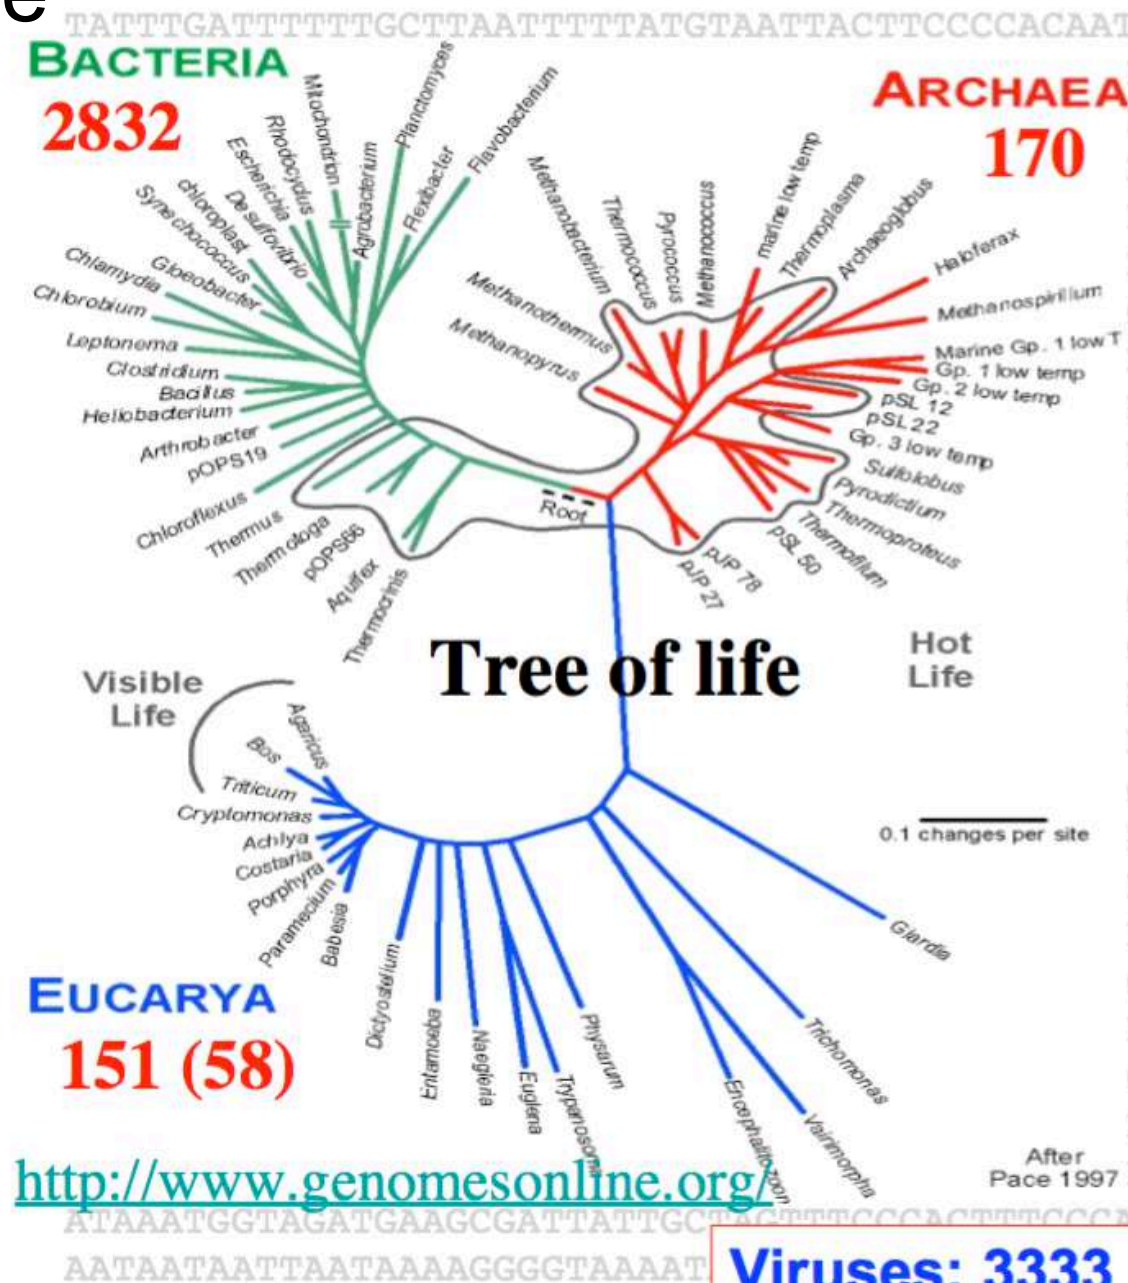 e
TATTTGATTTTTTGCTTAATTTTTATGTAATTACTTCCCCACAAT
BACTERIA
2832
ARCHAEA
170
Planctomyces
Flavobacterium
Mitochondrion
Rhodocyclus
Escherichia
Desulfovibrio
chloroplast
Synechococcus
Gloeobacter
Chlamydia
Chlorobium
Leptonema
Clostridium
Bacillus
Heliobacterium
Arthrobacter
pOPS19
Chloroflexus
Thermus
Thermotoga
pOPS66
Aquifex
Thermocrinis
Agrobacterium
Flexibacter
Methanobacterium
Thermococcus
Pyrococcus
Methanococcus
marine low temp
Thermoplasma
Archaeoglobus
Haloferax
Methanospirillum
Methanothermus
Methanopyrus
Marine Gp. 1 low T
Gp. 1 low temp
Gp. 2 low temp
pSL 12
pSL22
Gp. 3 low temp
Sulfolobus
Pyrodictium
Thermoproteus
Thermofilum
pSL 50
pJP 78
pJP 27
Root
Tree of life
Hot
Life
Visible
Life
Agaricus
Bos
Triticum
Cryptomonas
Achlya
Costaria
Porphyra
Paramecium
Babesia
Dictyostelium
Entamoeba
Naegleria
Euglena
Trypanosoma
Physarum
Encephalitozoon
Vairimorpha
Trichomonas
Giardia
0.1 changes per site
EUCARYA
151 (58)
http://www.genomesonline.org/
After
Pace 1997
ATAAATGGTAGATGAAGCGATTATTGCTAGTTTCCCACTTTCCCA
AATAATAATTAATAAAAGGGGTAAAAT
Viruses: 3333